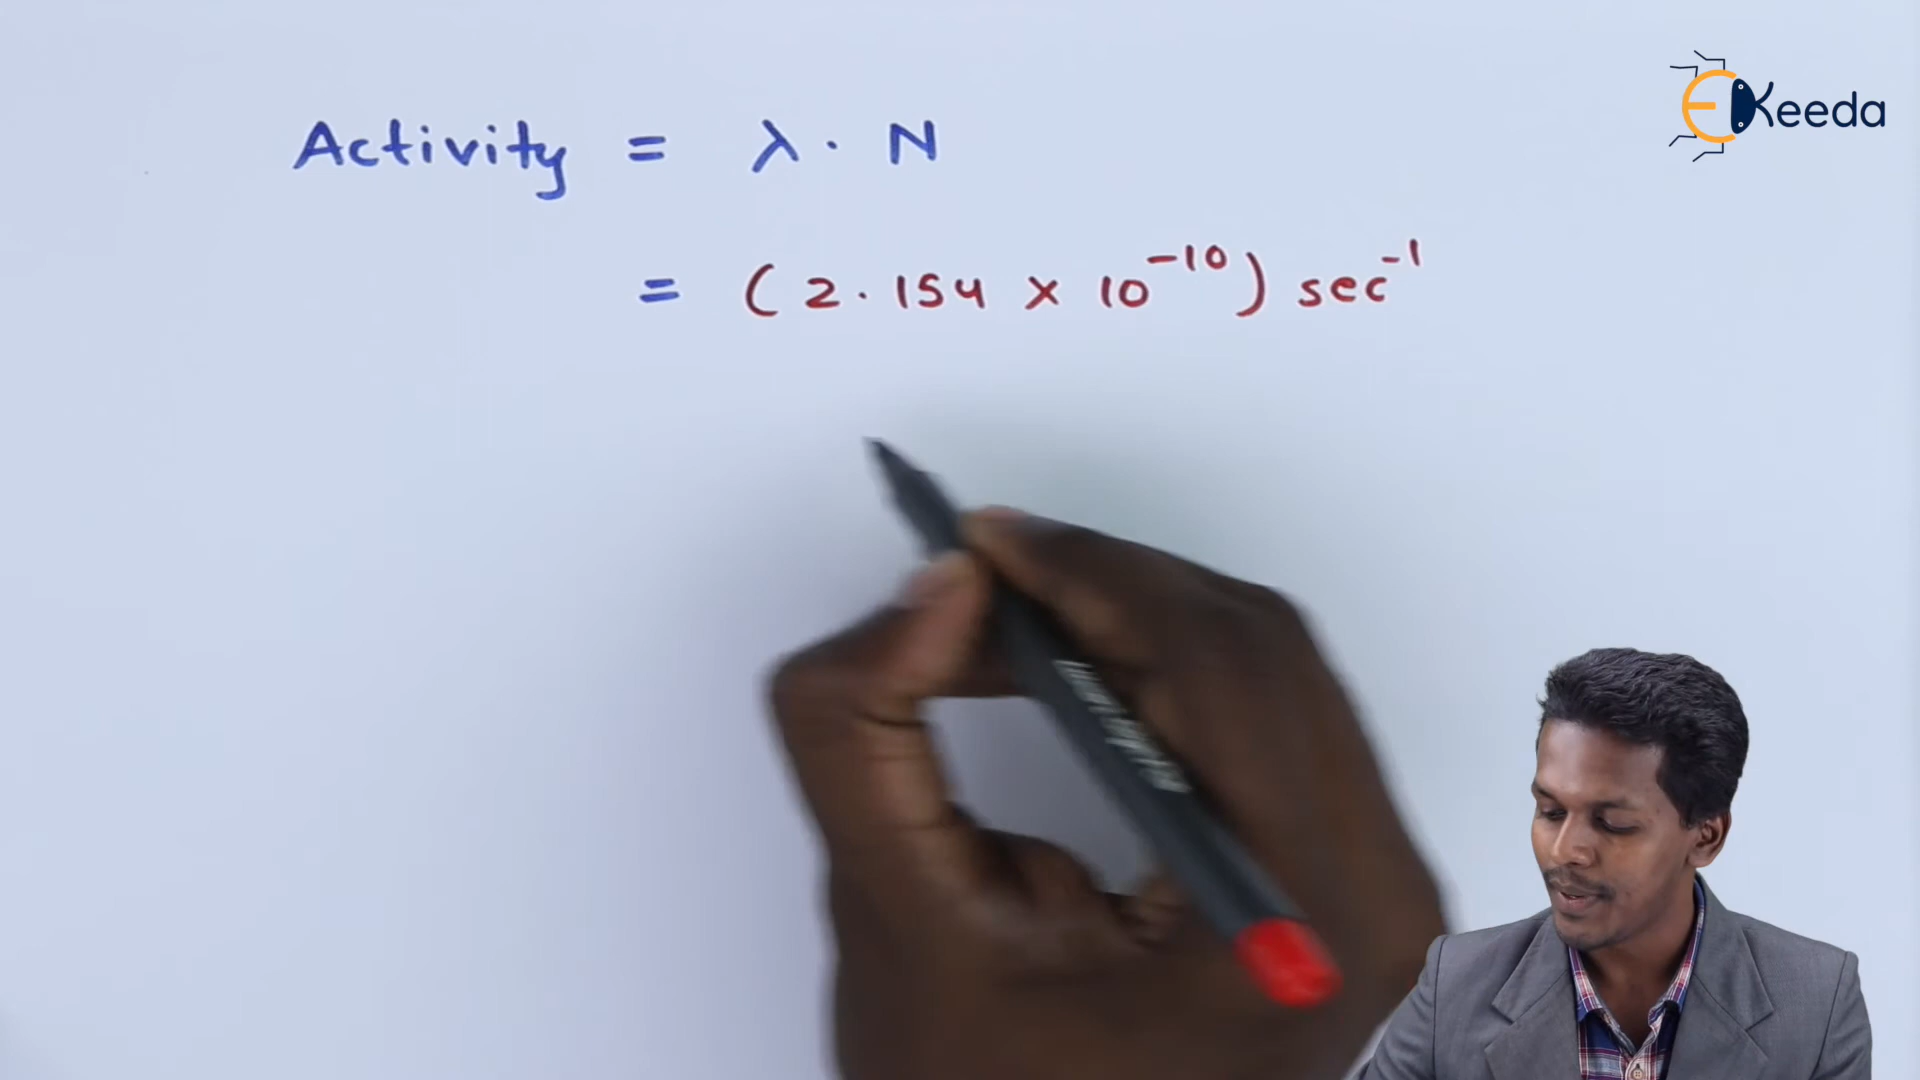 EKeeda
Activity = λ · N
= ( 2.154 × 10⁻¹⁰ ) sec⁻¹